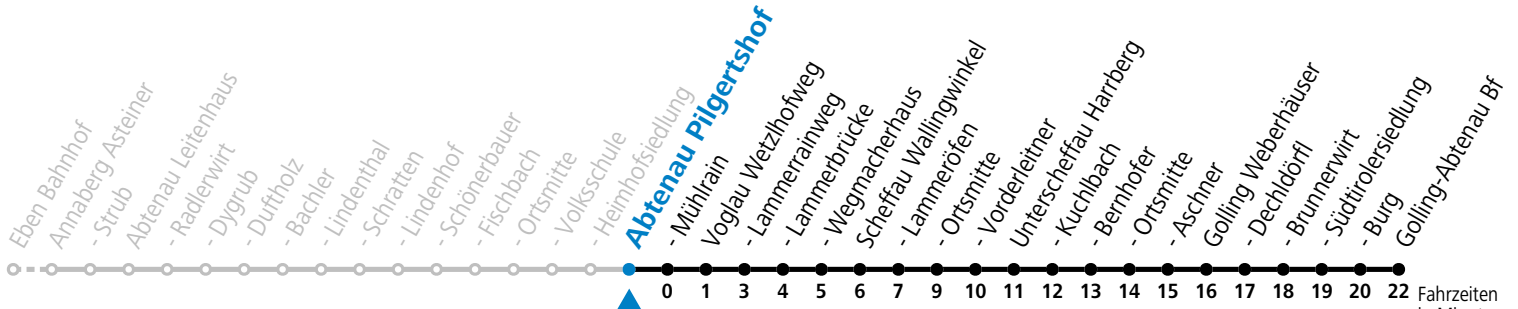 Eben Bahnhof
Annaberg Asteiner
- Strub
Abtenau Leitenhaus
- Radlerwirt
- Dygrub
- Duftholz
- Bachler
- Lindenthal
Schratten
- Lindenhof
- Schönerbauer
- Fischbach
- Ortsmitte
- Volksschule
- Heimhofsiedlung
Abtenau Pilgertshof
- Mühlrain
Voglau Wetzlhofweg
- Lammerrainweg
- Lammerbrücke
- Wegmacherhaus
Scheffau Wallingwinkel
- Lammeröfen
- Ortsmitte
- Vorderleitner
Unterscheffau Harrberg
- Kuchlbach
- Bernhofer
- Ortsmitte
- Aschner
Golling Weberhäuser
- Dechldörfl
- Brunnerwirt
- Südtirolersiedlung
- Burg
Golling-Abtenau Bf
0 1 3 4 5 6 7 9 10 11 12 13 14 15 16 17 18 19 20 22 Fahrzeiten